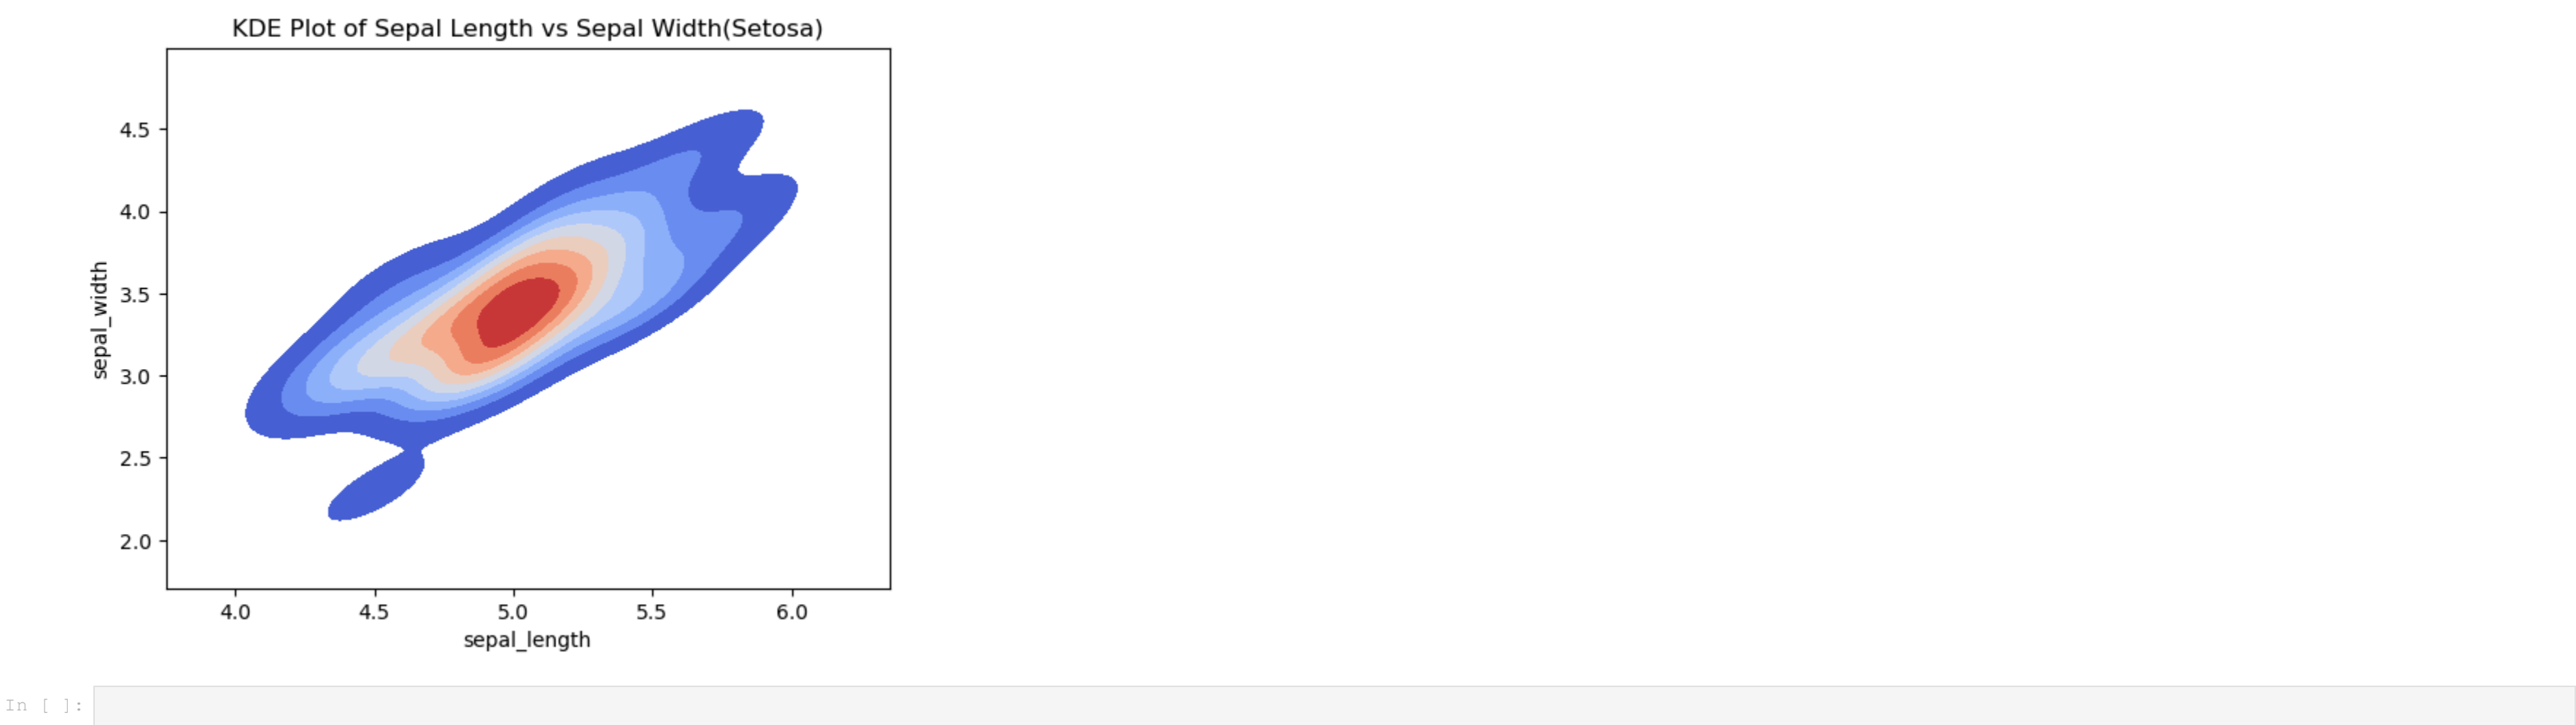 KDE Plot of Sepal Length vs Sepal Width(Setosa)
4.5
4.0
3.5
3.0
2.5
2.0
sepal_width
4.0 4.5 5.0 5.5 6.0
sepal_length
In [ ]: